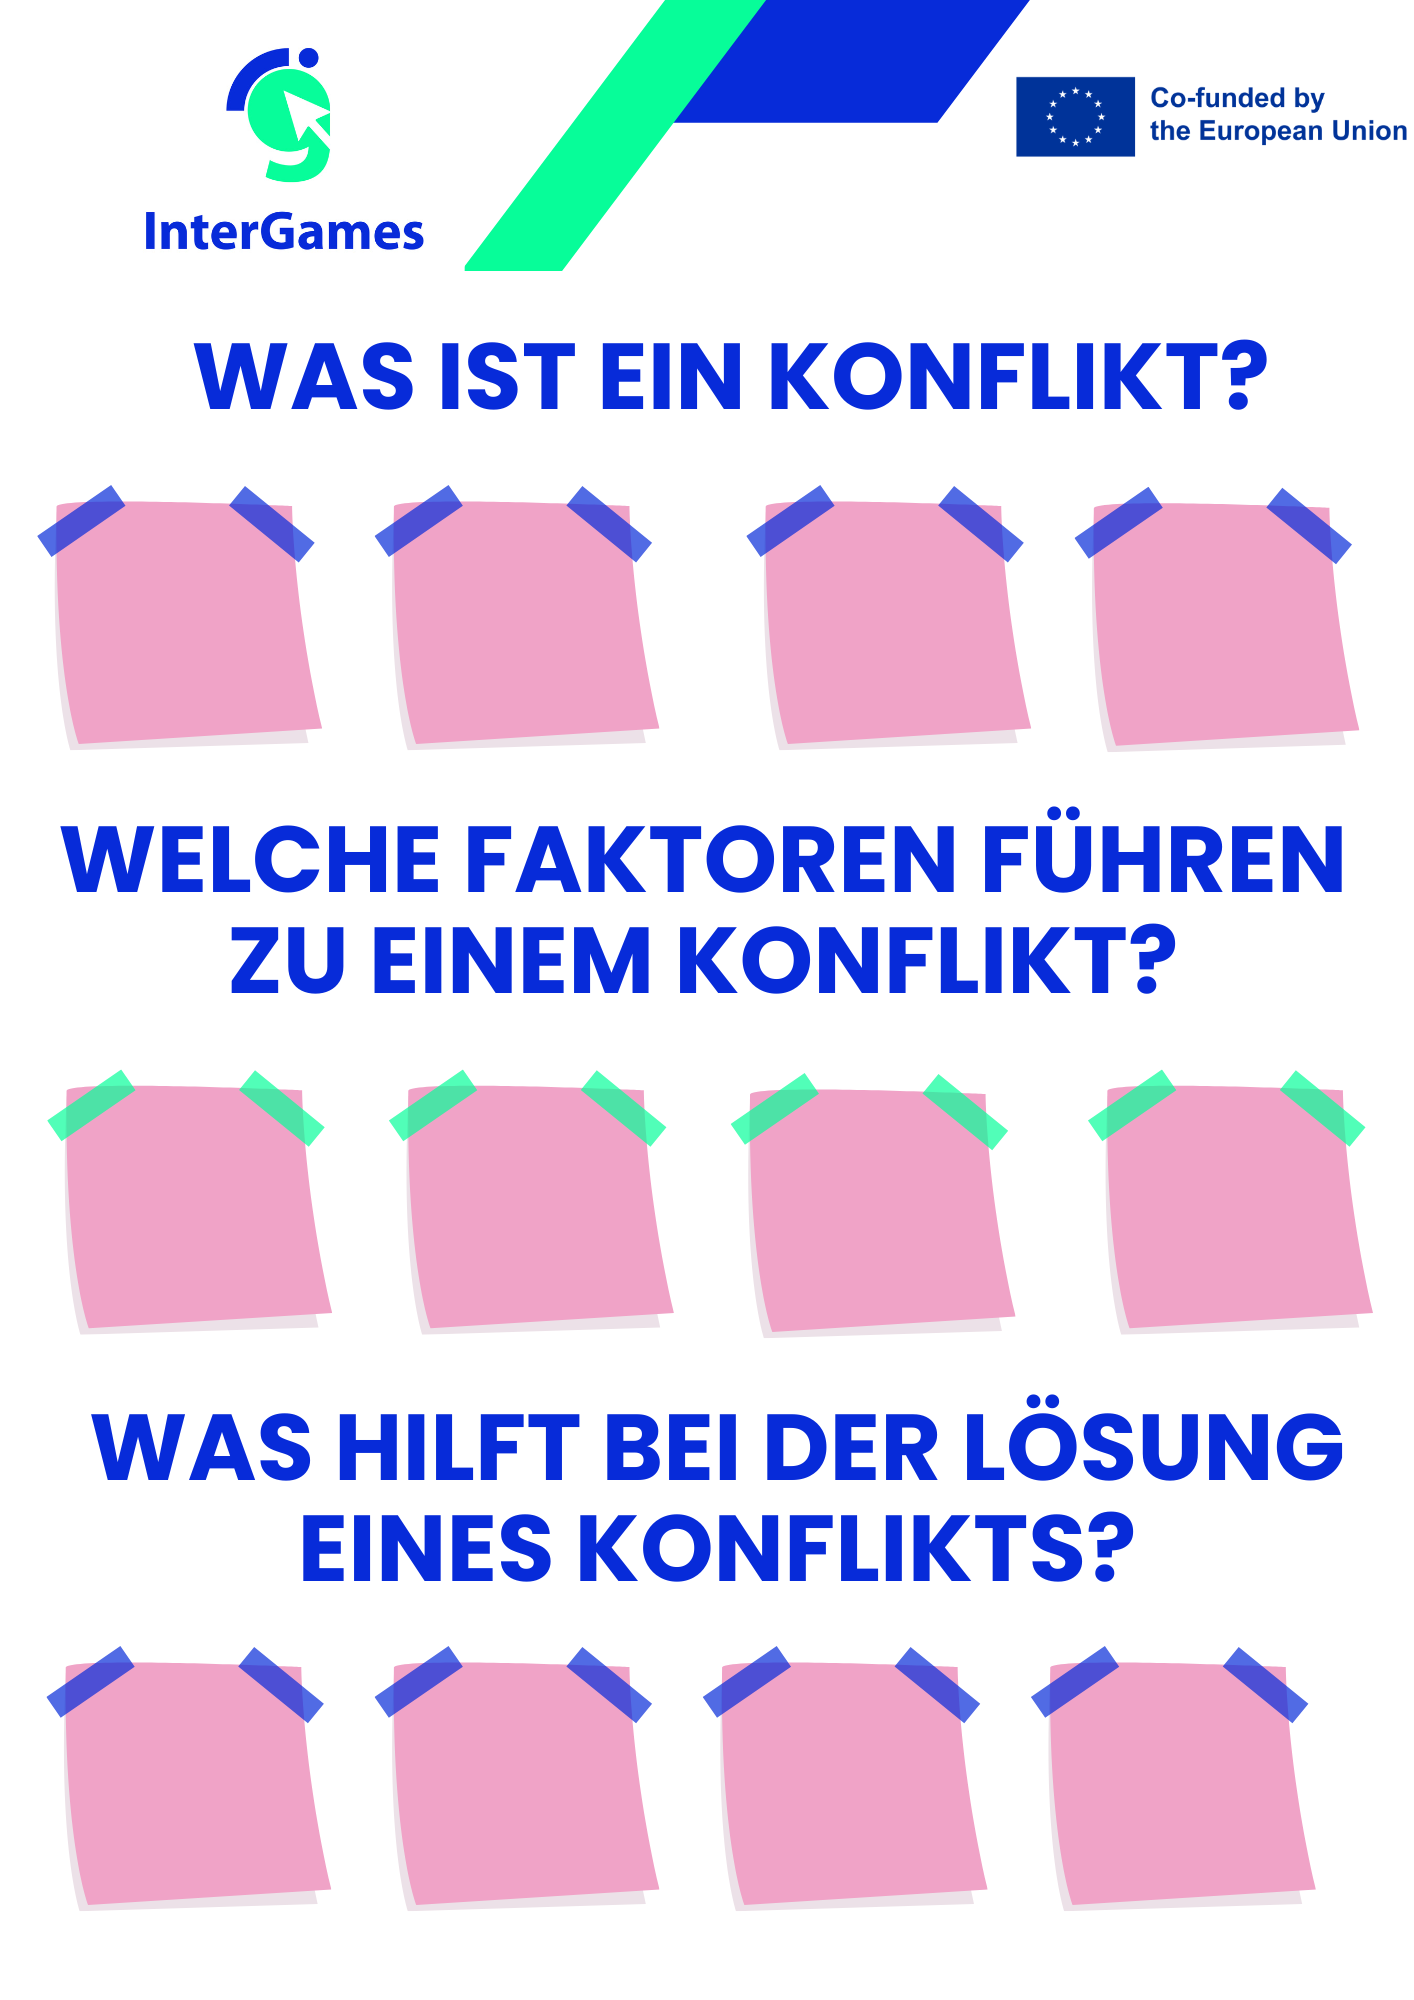 InterGames
Co-funded by
the European Union
WAS IST EIN KONFLIKT?
WELCHE FAKTOREN FÜHREN
ZU EINEM KONFLIKT?
WAS HILFT BEI DER LÖSUNG
EINES KONFLIKTS?